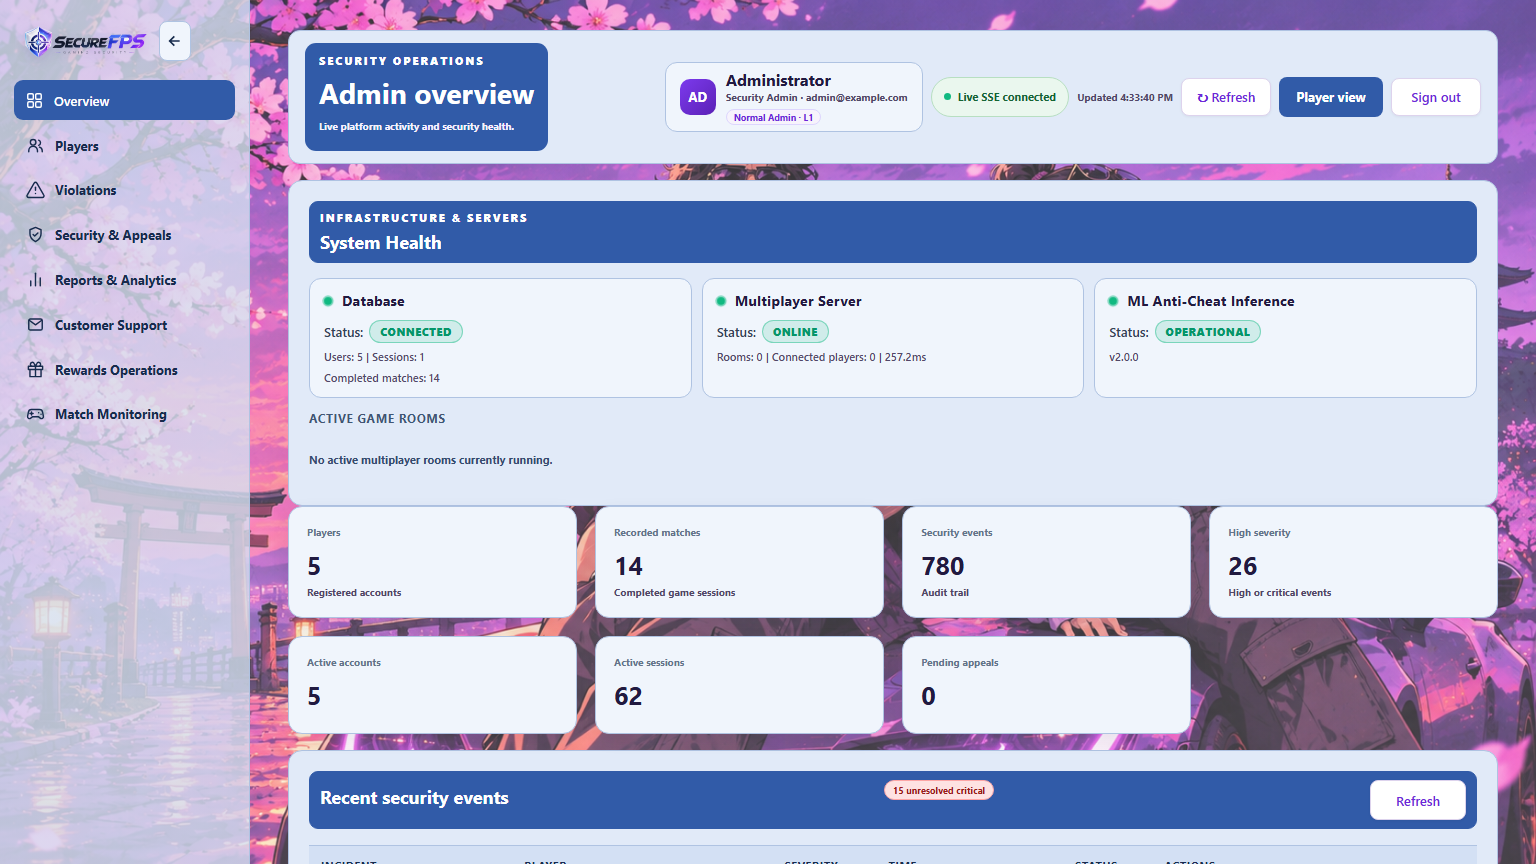 SECUREFPS
←
Overview
Players
Violations
Security & Appeals
Reports & Analytics
Customer Support
Rewards Operations
Match Monitoring
SECURITY OPERATIONS
Admin overview
Live platform activity and security health.
AD
Administrator
Security Admin · admin@example.com
Normal Admin · L1
Live SSE connected
Updated 4:33:40 PM
↻ Refresh
Player view
Sign out
INFRASTRUCTURE & SERVERS
System Health
Database
Status: CONNECTED
Users: 5 | Sessions: 1
Completed matches: 14
Multiplayer Server
Status: ONLINE
Rooms: 0 | Connected players: 0 | 257.2ms
ML Anti-Cheat Inference
Status: OPERATIONAL
v2.0.0
ACTIVE GAME ROOMS
No active multiplayer rooms currently running.
Players
5
Registered accounts
Recorded matches
14
Completed game sessions
Security events
780
Audit trail
High severity
26
High or critical events
Active accounts
5
Active sessions
62
Pending appeals
0
Recent security events
15 unresolved critical
Refresh
INCIDENT PLAYER SEVERITY TIME STATUS ACTIONS